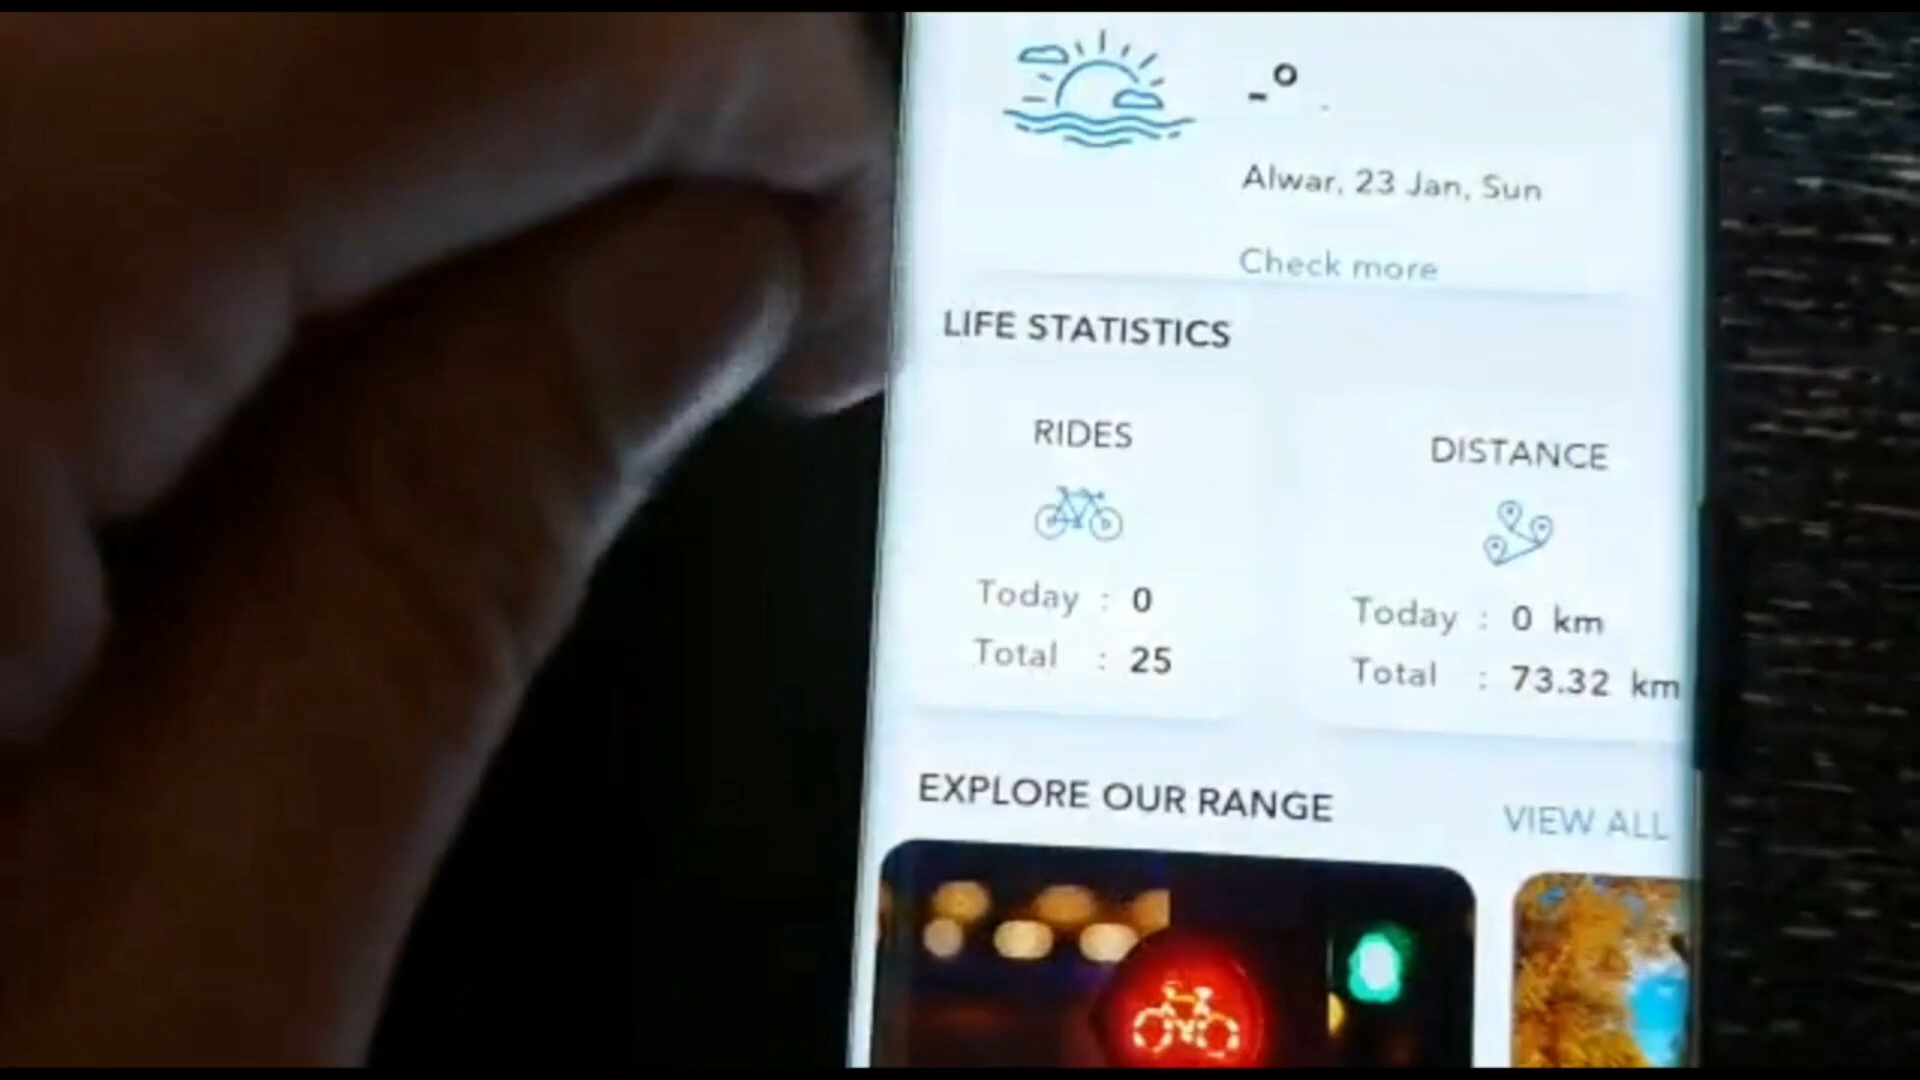 -°
Alwar, 23 Jan, Sun
Check more
LIFE STATISTICS
RIDES
Today : 0
Total : 25
DISTANCE
Today : 0 km
Total : 73.32 km
EXPLORE OUR RANGE
VIEW ALL